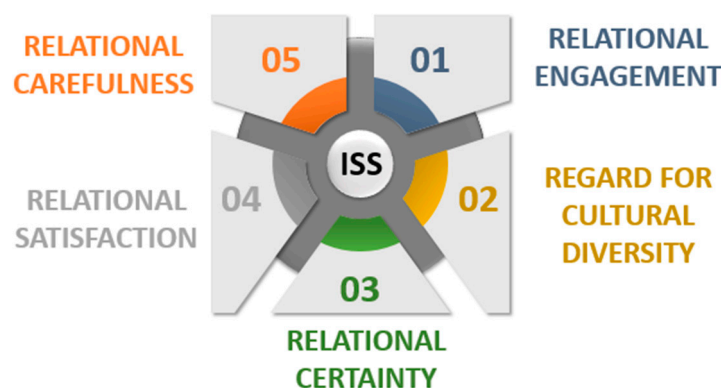 RELATIONAL
CAREFULNESS
05
01
RELATIONAL
ENGAGEMENT
ISS
RELATIONAL
SATISFACTION
04
02
REGARD FOR
CULTURAL
DIVERSITY
03
RELATIONAL
CERTAINTY